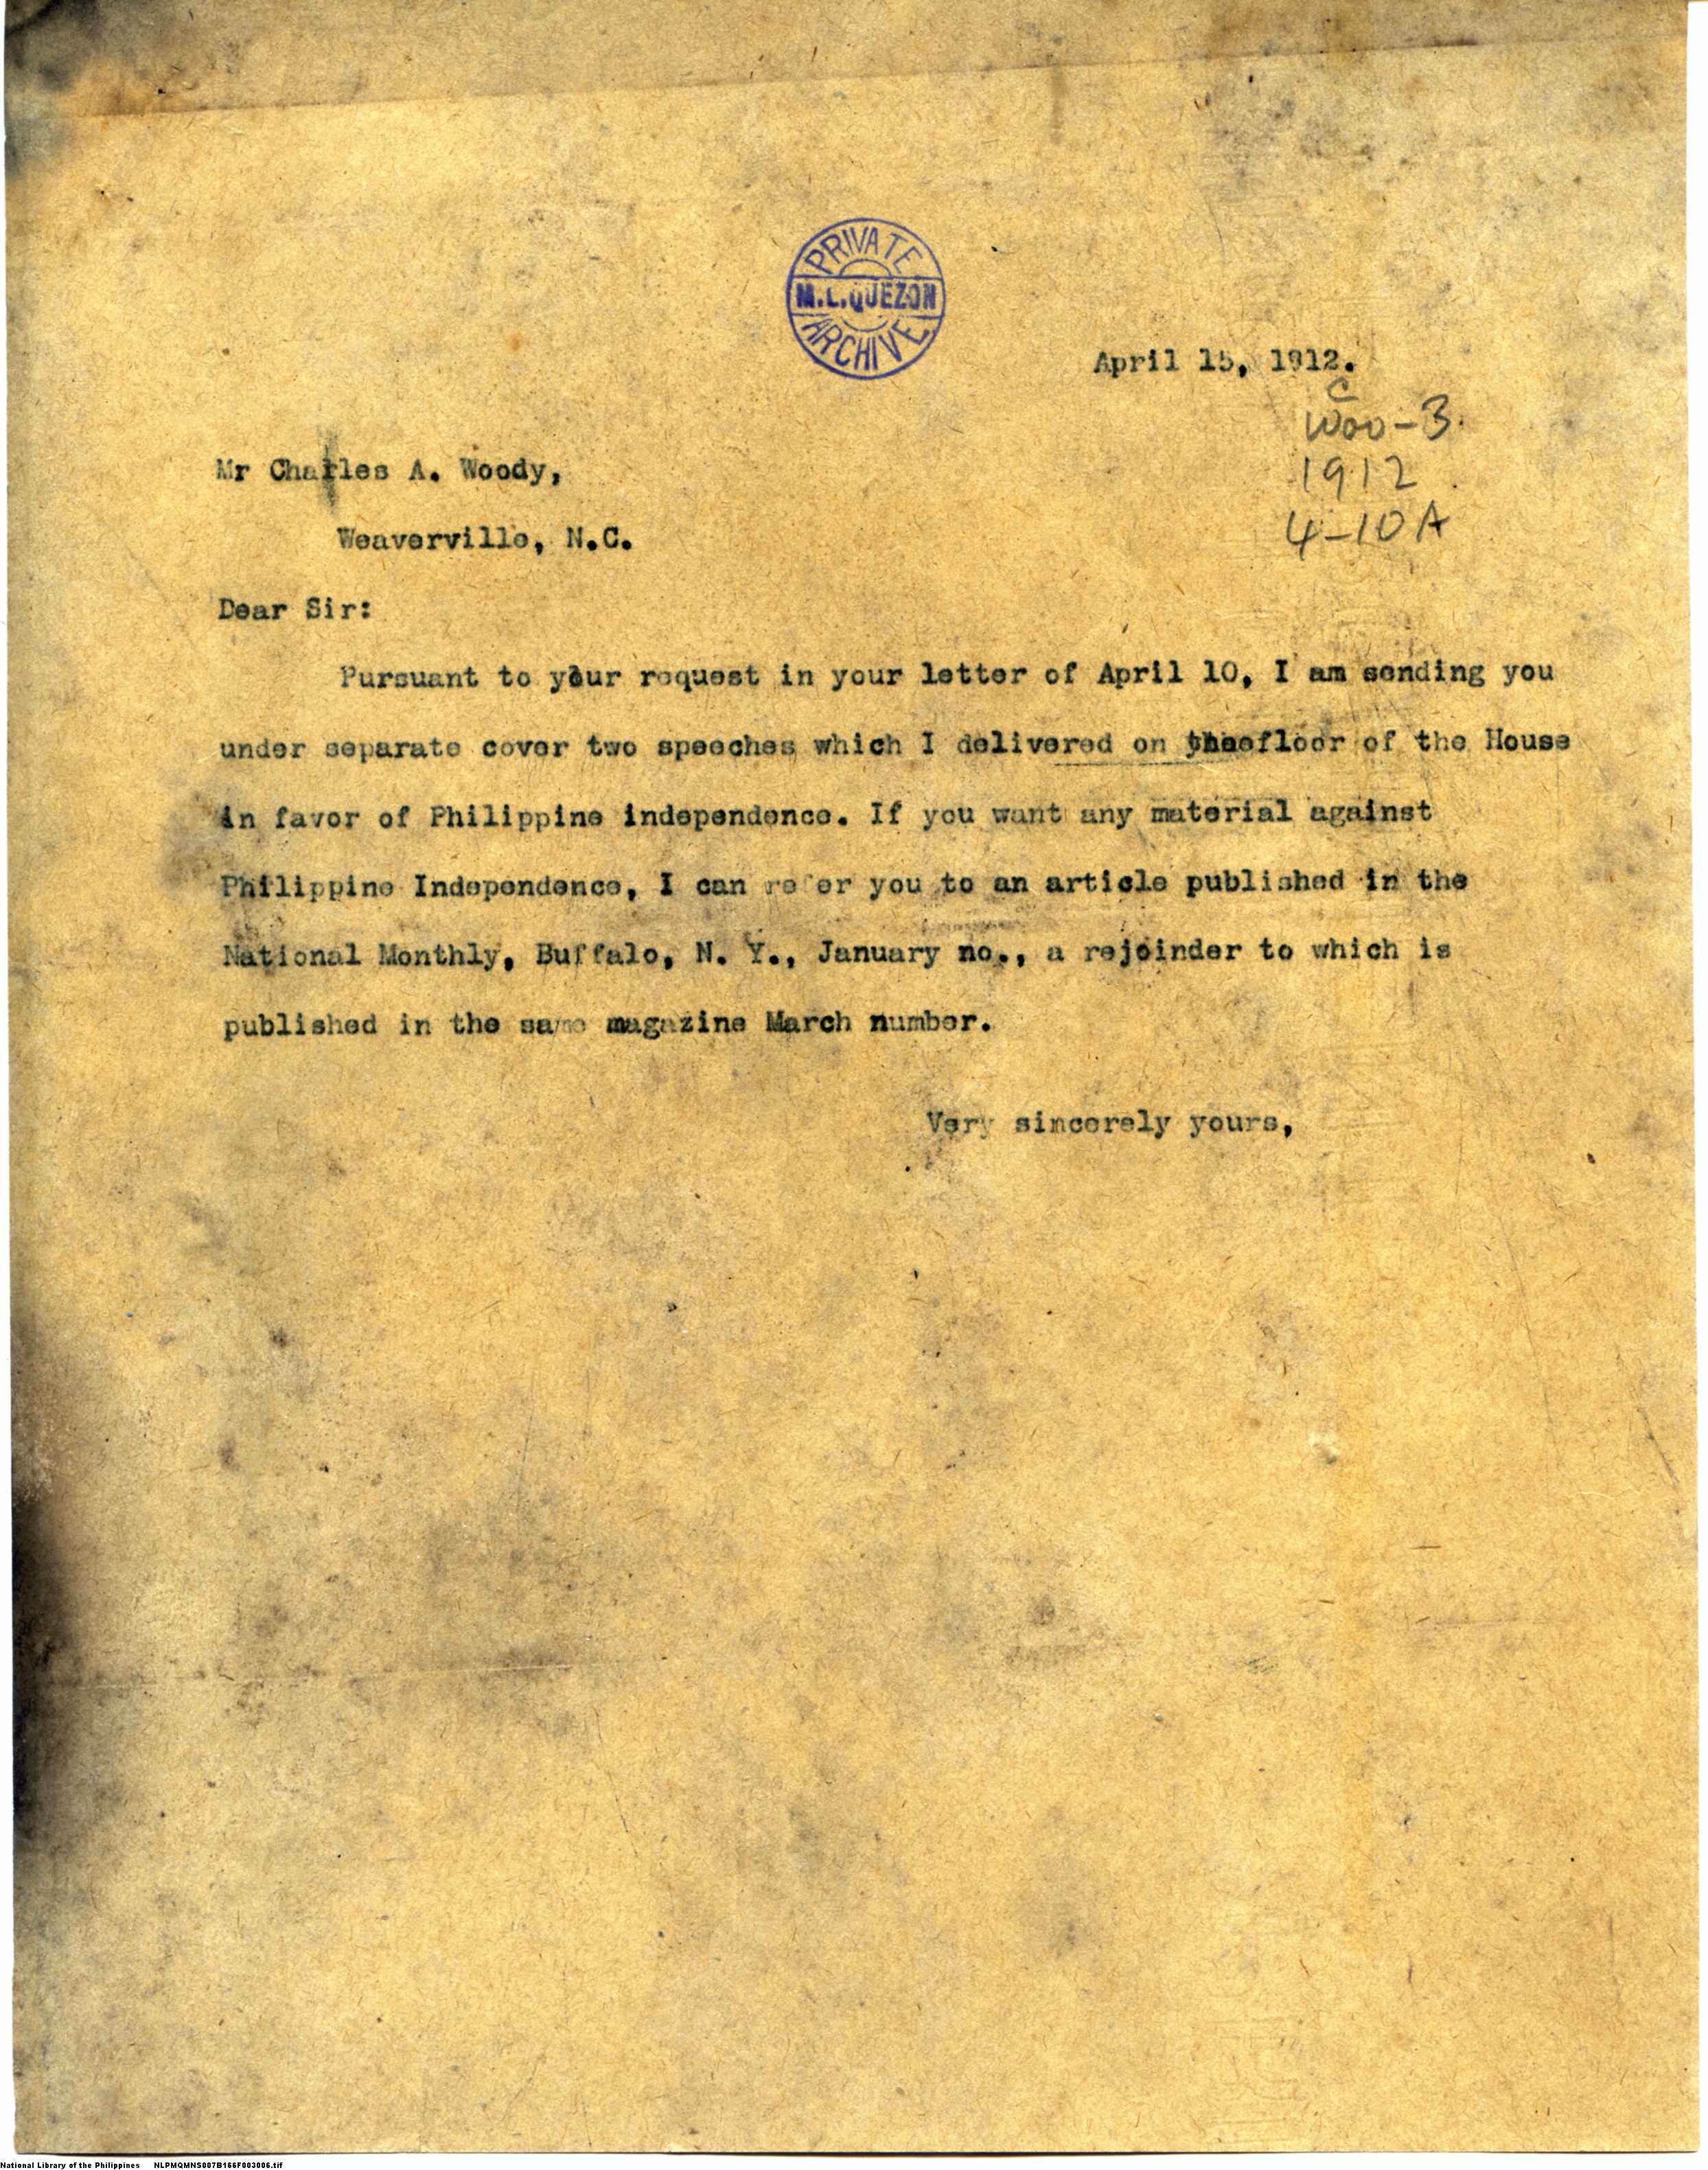 PRIVATE
M.L.QUEZON
ARCHIVE
April 15, 1912.
C
Woo-3.
1912
4-10A
Mr Charles A. Woody,
Weaverville, N.C.
Dear Sir:
Pursuant to your request in your letter of April 10, I am sending you
under separate cover two speeches which I delivered on the floor of the House
in favor of Philippine independence. If you want any material against
Philippine Independence, I can refer you to an article published in the
National Monthly, Buffalo, N. Y., January no., a rejoinder to which is
published in the same magazine March number.
Very sincerely yours,
National Library of the Philippines NLPMQMNS007B166F003006.tif